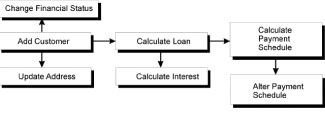 Change Financial Status
Add Customer
Calculate Loan
Calculate
Payment
Schedule
Update Address
Calculate Interest
Alter Payment
Schedule